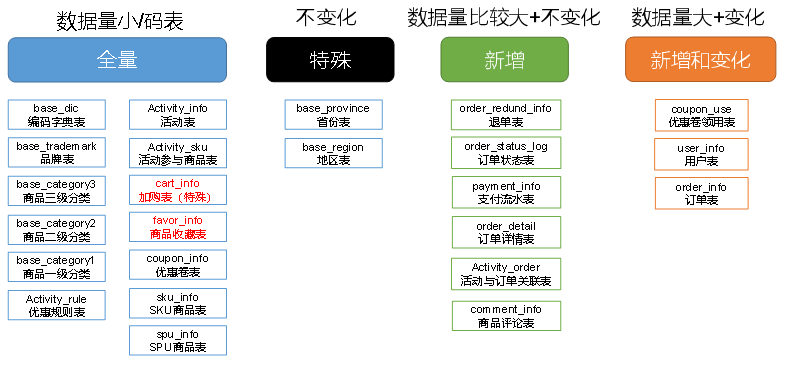 数据量小/码表
不变化
数据量比较大+不变化
数据量大+变化
全量
特殊
新增
新增和变化
base_dic
编码字典表
base_trademark
品牌表
base_category3
商品三级分类
base_category2
商品二级分类
base_category1
商品一级分类
Activity_rule
优惠规则表
Activity_info
活动表
Activity_sku
活动参与商品表
cart_info
加购表（特殊）
favor_info
商品收藏表
coupon_info
优惠卷表
sku_info
SKU商品表
spu_info
SPU商品表
base_province
省份表
base_region
地区表
order_redund_info
退单表
order_status_log
订单状态表
payment_info
支付流水表
order_detail
订单详情表
Activity_order
活动与订单关联表
comment_info
商品评论表
coupon_use
优惠卷领用表
user_info
用户表
order_info
订单表